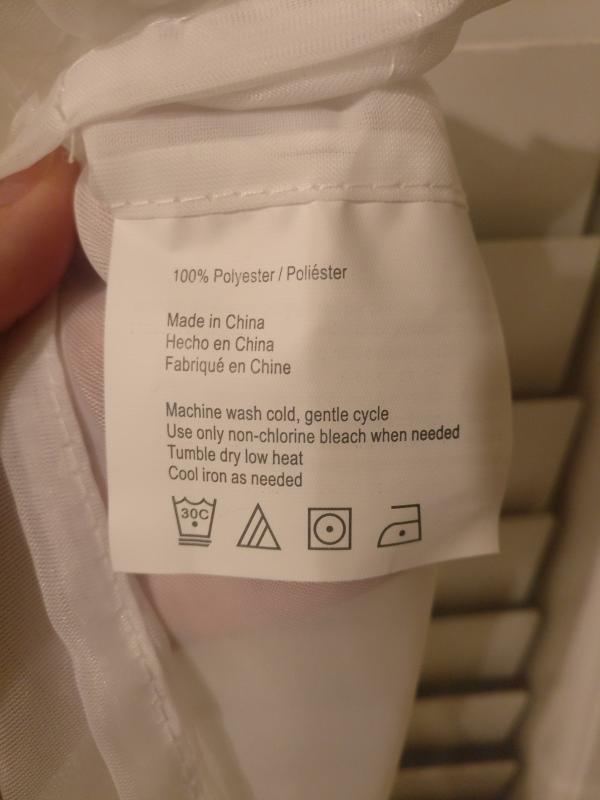 100% Polyester / Poliéster
Made in China
Hecho en China
Fabriqué en Chine
Machine wash cold, gentle cycle
Use only non-chlorine bleach when needed
Tumble dry low heat
Cool iron as needed
30C